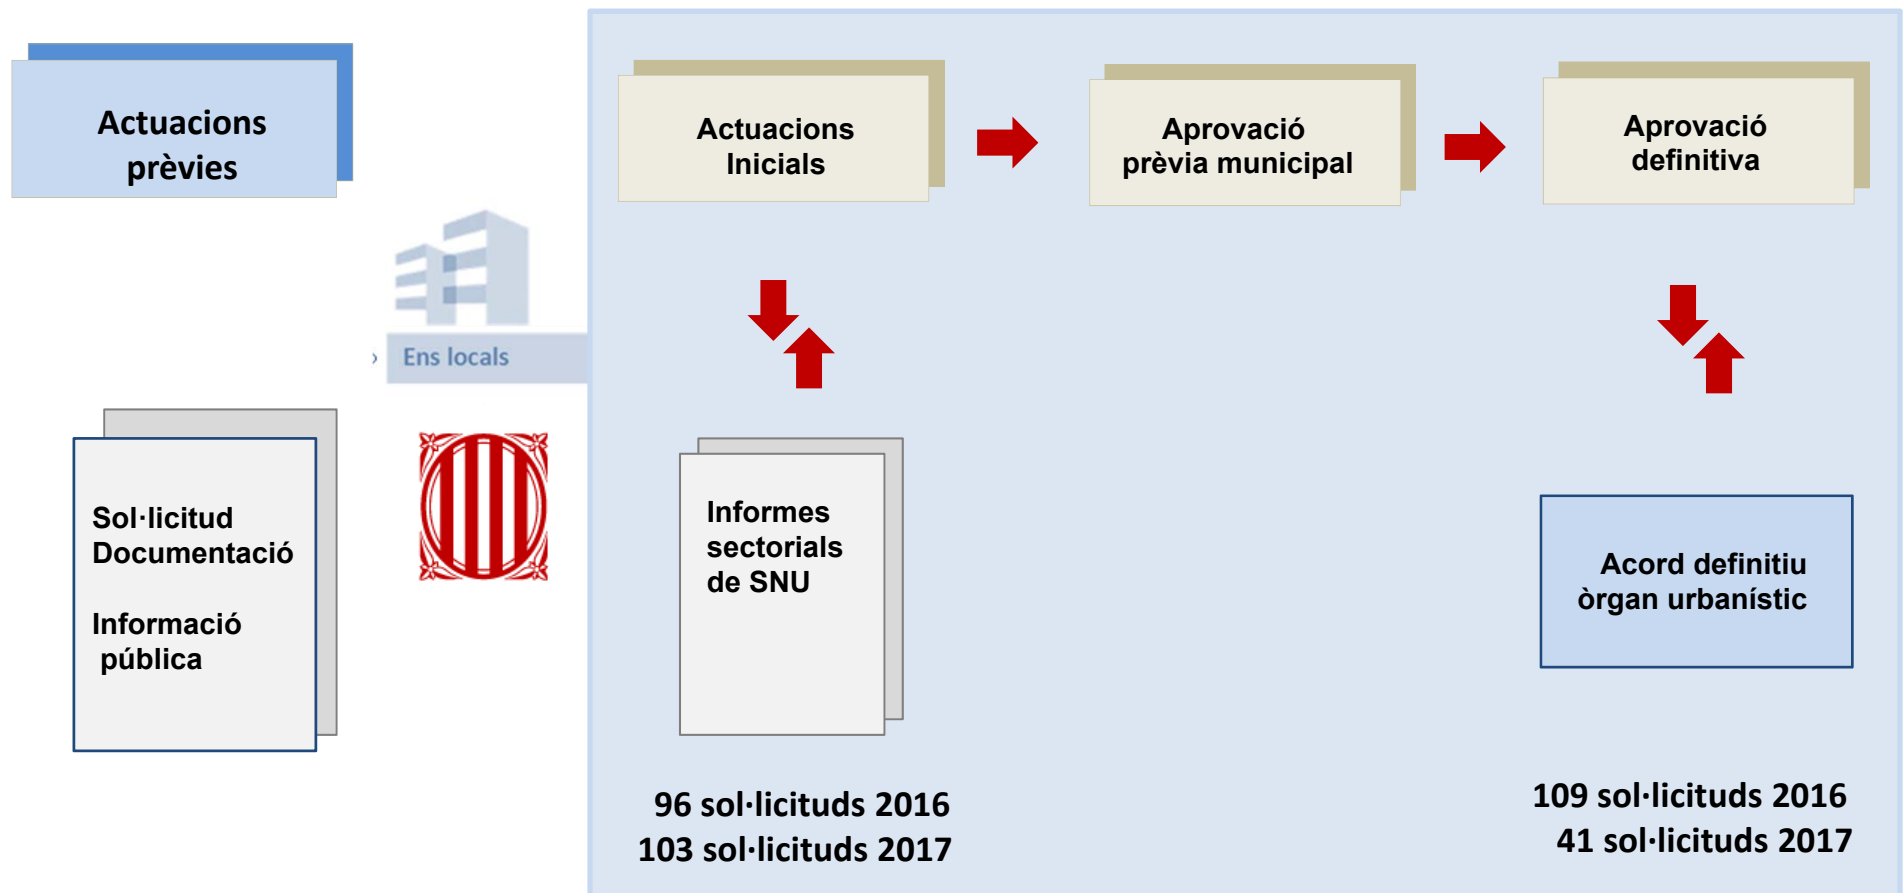 Actuacions
prèvies
Actuacions
Inicials
Aprovació
prèvia municipal
Aprovació
definitiva
Ens locals
Sol·licitud
Documentació
Informació
pública
Informes
sectorials
de SNU
Acord definitiu
òrgan urbanístic
96 sol·licituds 2016
103 sol·licituds 2017
109 sol·licituds 2016
41 sol·licituds 2017